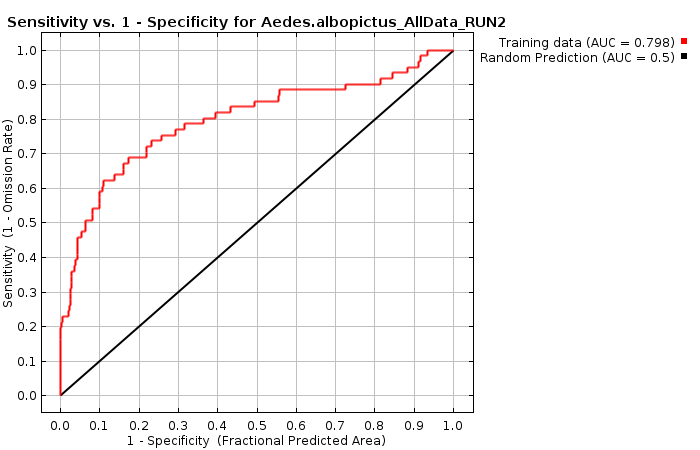 Sensitivity vs. 1 - Specificity for Aedes.albopictus_AllData_RUN2
Training data (AUC = 0.798)
Random Prediction (AUC = 0.5)
Sensitivity (1 - Omission Rate)
1.0
0.9
0.8
0.7
0.6
0.5
0.4
0.3
0.2
0.1
0.0
0.0 0.1 0.2 0.3 0.4 0.5 0.6 0.7 0.8 0.9 1.0
1 - Specificity (Fractional Predicted Area)